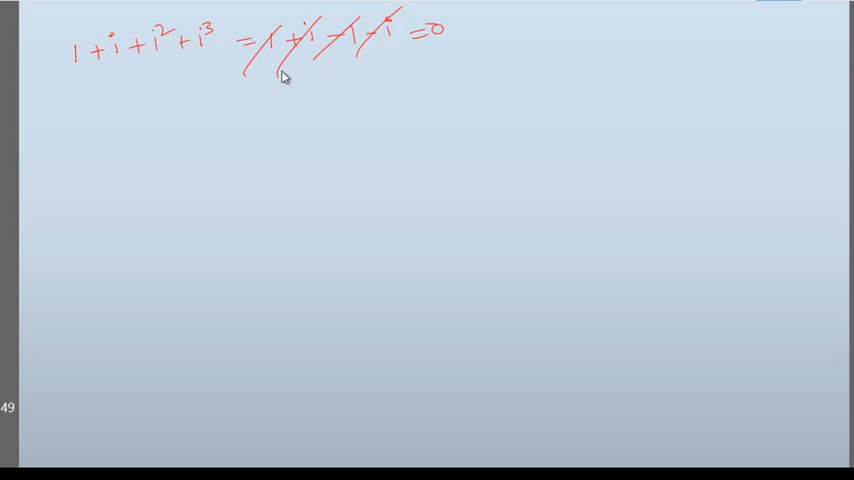 1 + i + i² + i³ = 1 + i - 1 - i = 0
49